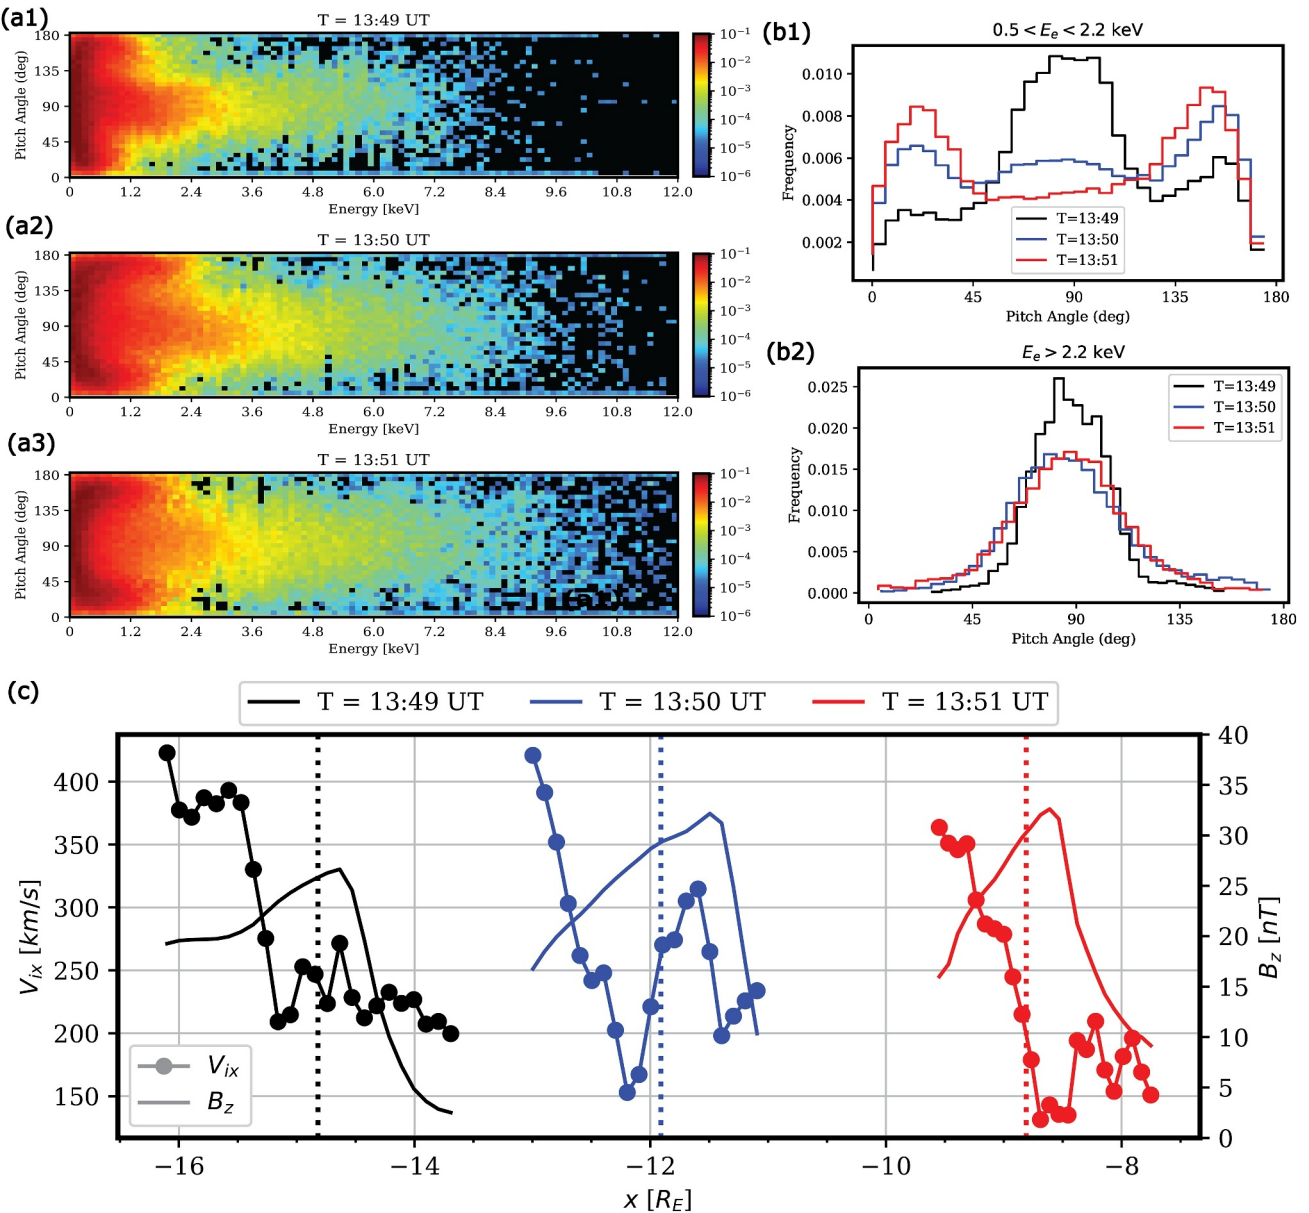 (a1)
T = 13:49 UT
Pitch Angle (deg)
180
135
90
45
0
0 1.2 2.4 3.6 4.8 6.0 7.2 8.4 9.6 10.8 12.0
Energy [keV]
10⁻¹
10⁻²
10⁻³
10⁻⁴
10⁻⁵
10⁻⁶
(a2)
T = 13:50 UT
Pitch Angle (deg)
180
135
90
45
0
0 1.2 2.4 3.6 4.8 6.0 7.2 8.4 9.6 10.8 12.0
Energy [keV]
10⁻¹
10⁻²
10⁻³
10⁻⁴
10⁻⁵
10⁻⁶
(a3)
T = 13:51 UT
Pitch Angle (deg)
180
135
90
45
0
0 1.2 2.4 3.6 4.8 6.0 7.2 8.4 9.6 10.8 12.0
Energy [keV]
10⁻¹
10⁻²
10⁻³
10⁻⁴
10⁻⁵
10⁻⁶
(b1)
0.5 < Eₑ < 2.2 keV
Frequency
0.010
0.008
0.006
0.004
0.002
T=13:49
T=13:50
T=13:51
0 45 90 135 180
Pitch Angle (deg)
(b2)
Eₑ > 2.2 keV
Frequency
0.025
0.020
0.015
0.010
0.005
0.000
T=13:49
T=13:50
T=13:51
0 45 90 135 180
Pitch Angle (deg)
(c)
T = 13:49 UT T = 13:50 UT T = 13:51 UT
V_ix [km/s]
400
350
300
250
200
150
V_ix
B_z
40
35
30
25
20
15
10
5
0
B_z [nT]
−16 −14 −12 −10 −8
x [R_E]